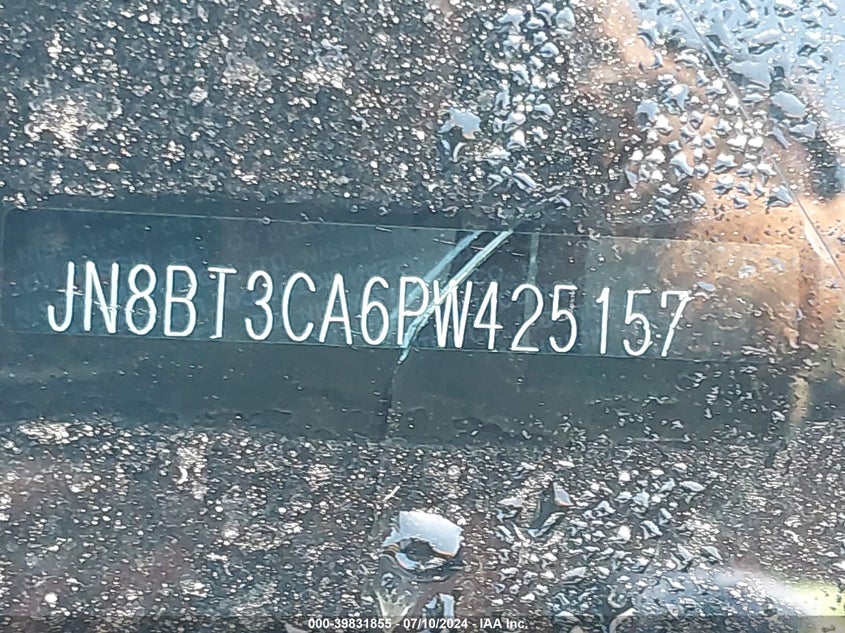 JN8BT3CA6PW425157
000-39831855 - 07/10/2024 - IAA Inc.